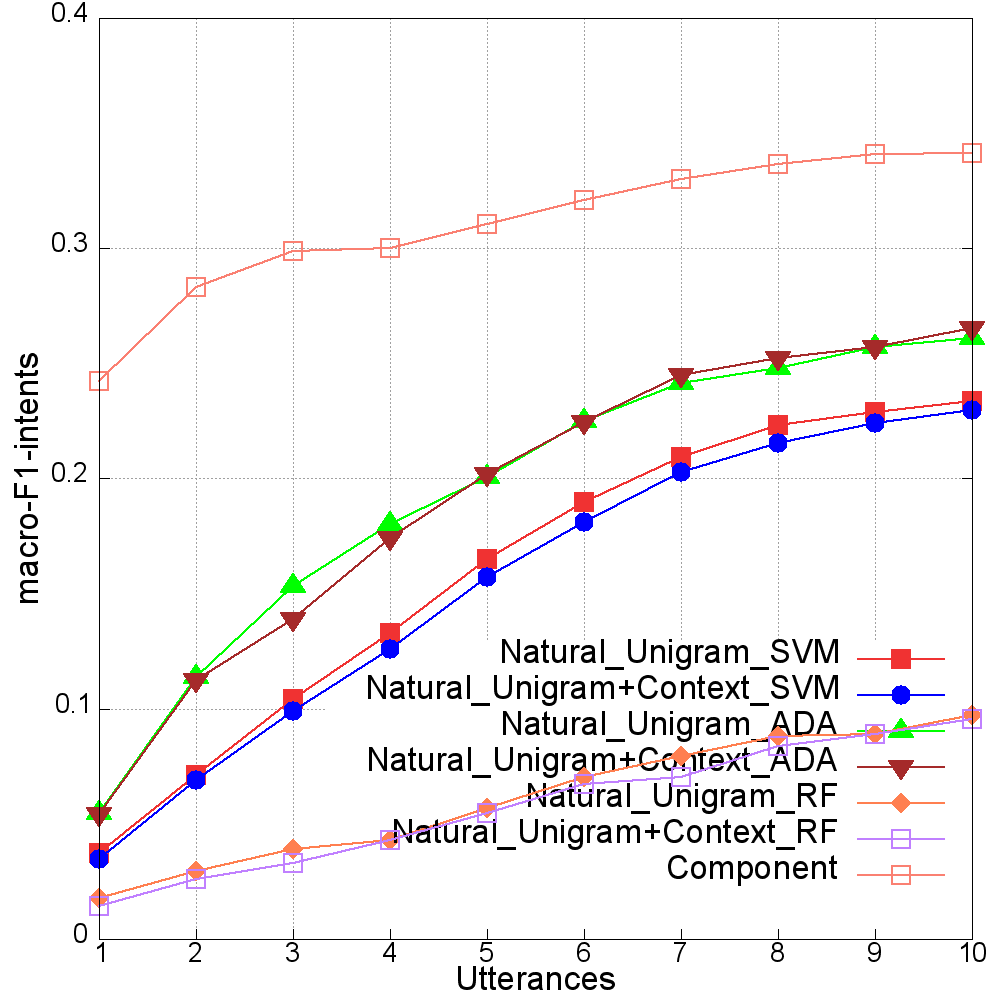 0.4
0.3
0.2
0.1
0
macro-F1-intents
Natural_Unigram_SVM
Natural_Unigram+Context_SVM
Natural_Unigram_ADA
Natural_Unigram+Context_ADA
Natural_Unigram_RF
Natural_Unigram+Context_RF
Component
1 2 3 4 5 6 7 8 9 10
Utterances